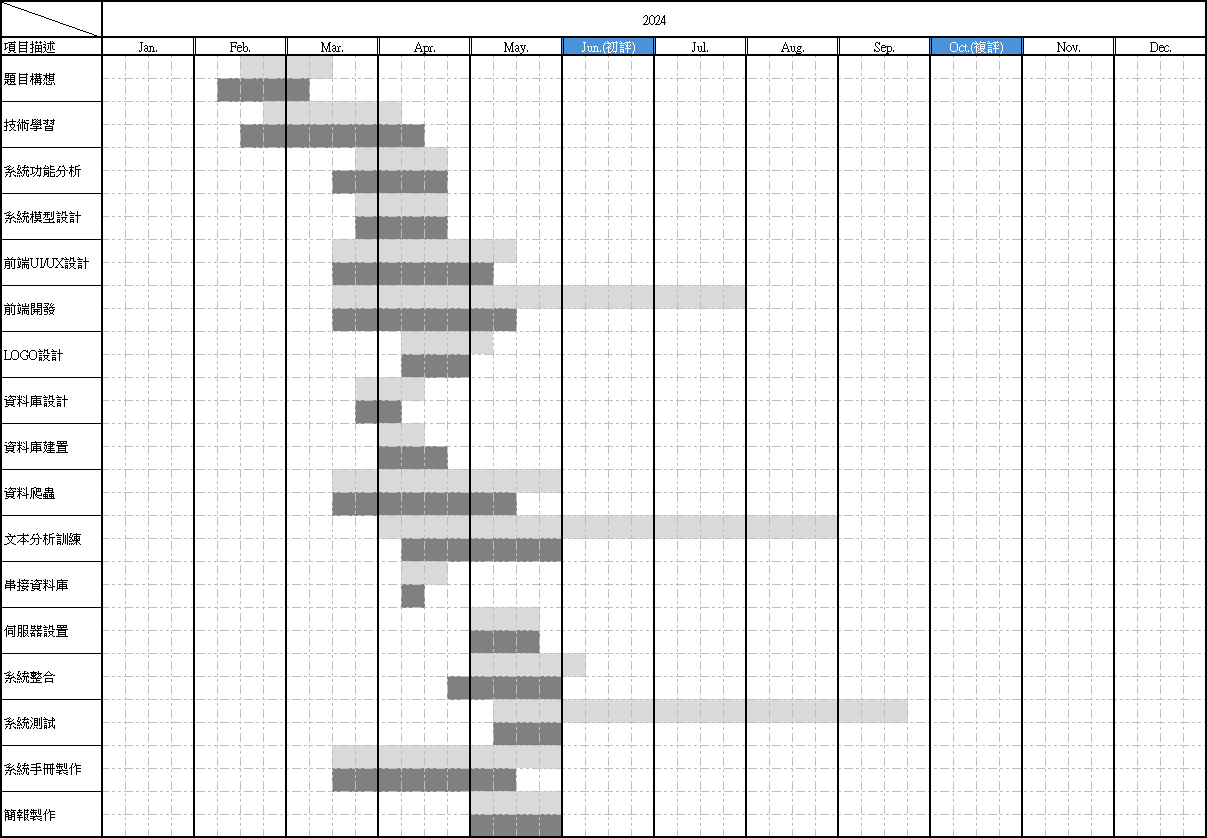 2024
項目描述 Jan. Feb. Mar. Apr. May. Jun.(初評) Jul. Aug. Sep. Oct.(複評) Nov. Dec.
題目構想
技術學習
系統功能分析
系統模型設計
前端UI/UX設計
前端開發
LOGO設計
資料庫設計
資料庫建置
資料爬蟲
文本分析訓練
串接資料庫
伺服器設置
系統整合
系統測試
系統手冊製作
簡報製作